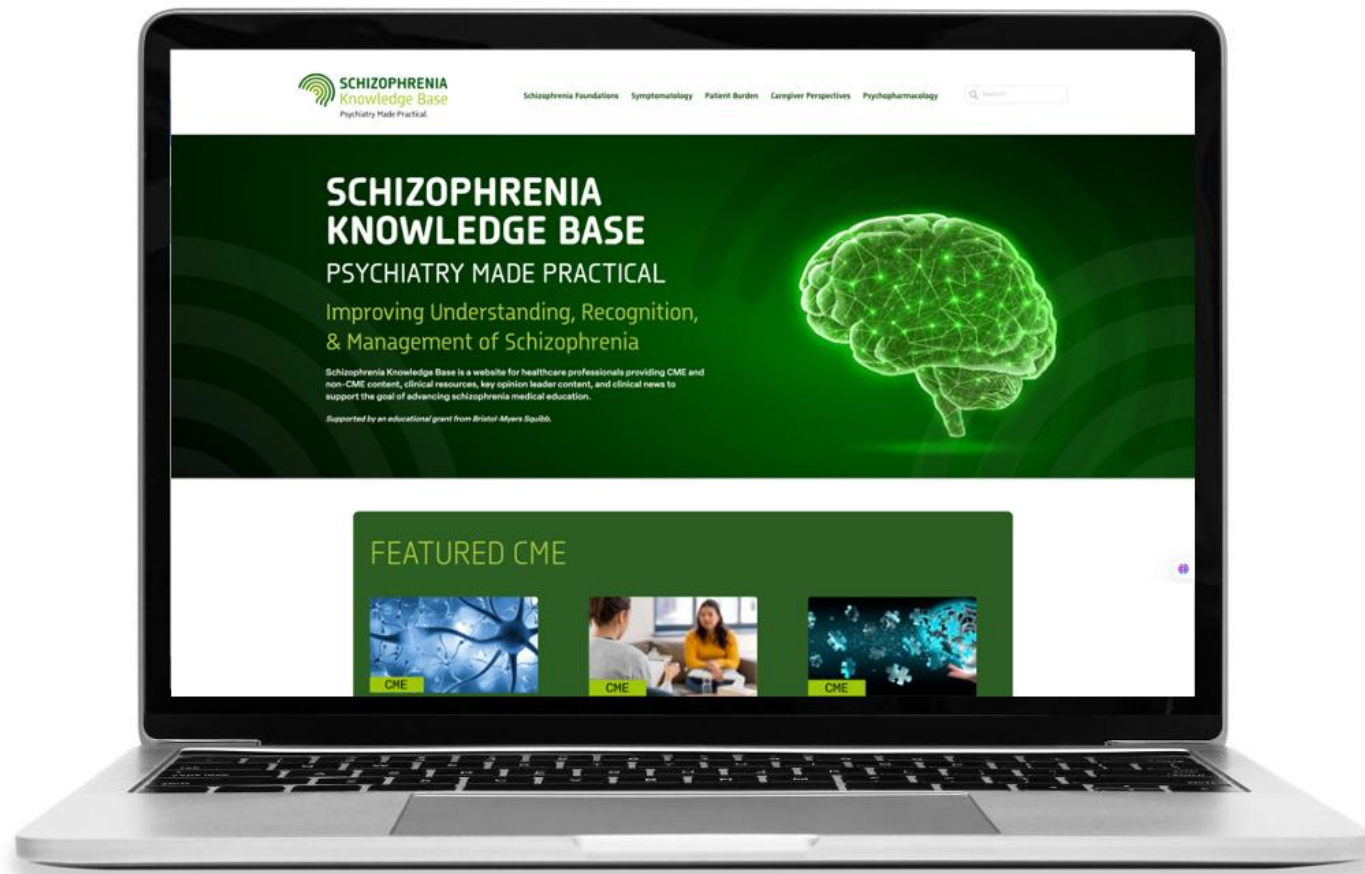 SCHIZOPHRENIA
Knowledge Base
Psychiatry Made Practical.
Schizophrenia Foundations Symptomatology Patient Burden Caregiver Perspectives Psychopharmacology
Search
SCHIZOPHRENIA
KNOWLEDGE BASE
PSYCHIATRY MADE PRACTICAL
Improving Understanding, Recognition,
& Management of Schizophrenia
Schizophrenia Knowledge Base is a website for healthcare professionals providing CME and
non-CME content, clinical resources, key opinion leader content, and clinical news to
support the goal of advancing schizophrenia medical education.
Supported by an educational grant from Bristol-Myers Squibb.
FEATURED CME
CME
CME
CME